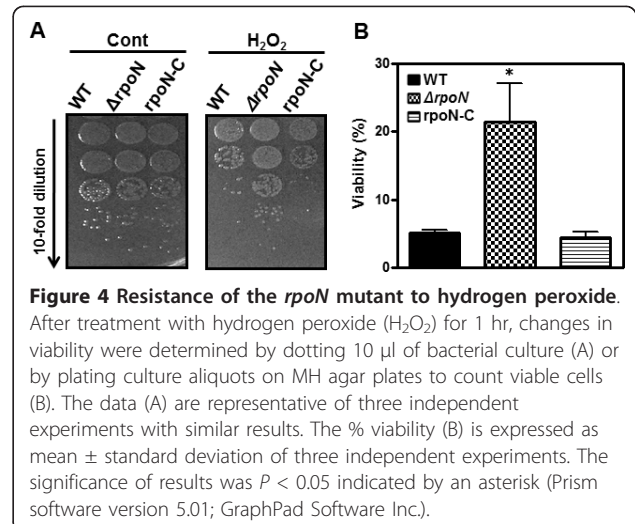 A
B
Cont
H2O2
WT
ΔrpoN
rpoN-C
WT
ΔrpoN
rpoN-C
10-fold dilution
30
20
10
0
Viability (%)
*
WT
ΔrpoN
rpoN-C
Figure 4 Resistance of the rpoN mutant to hydrogen peroxide.
After treatment with hydrogen peroxide (H2O2) for 1 hr, changes in
viability were determined by dotting 10 μl of bacterial culture (A) or
by plating culture aliquots on MH agar plates to count viable cells
(B). The data (A) are representative of three independent
experiments with similar results. The % viability (B) is expressed as
mean ± standard deviation of three independent experiments. The
significance of results was P < 0.05 indicated by an asterisk (Prism
software version 5.01; GraphPad Software Inc.).